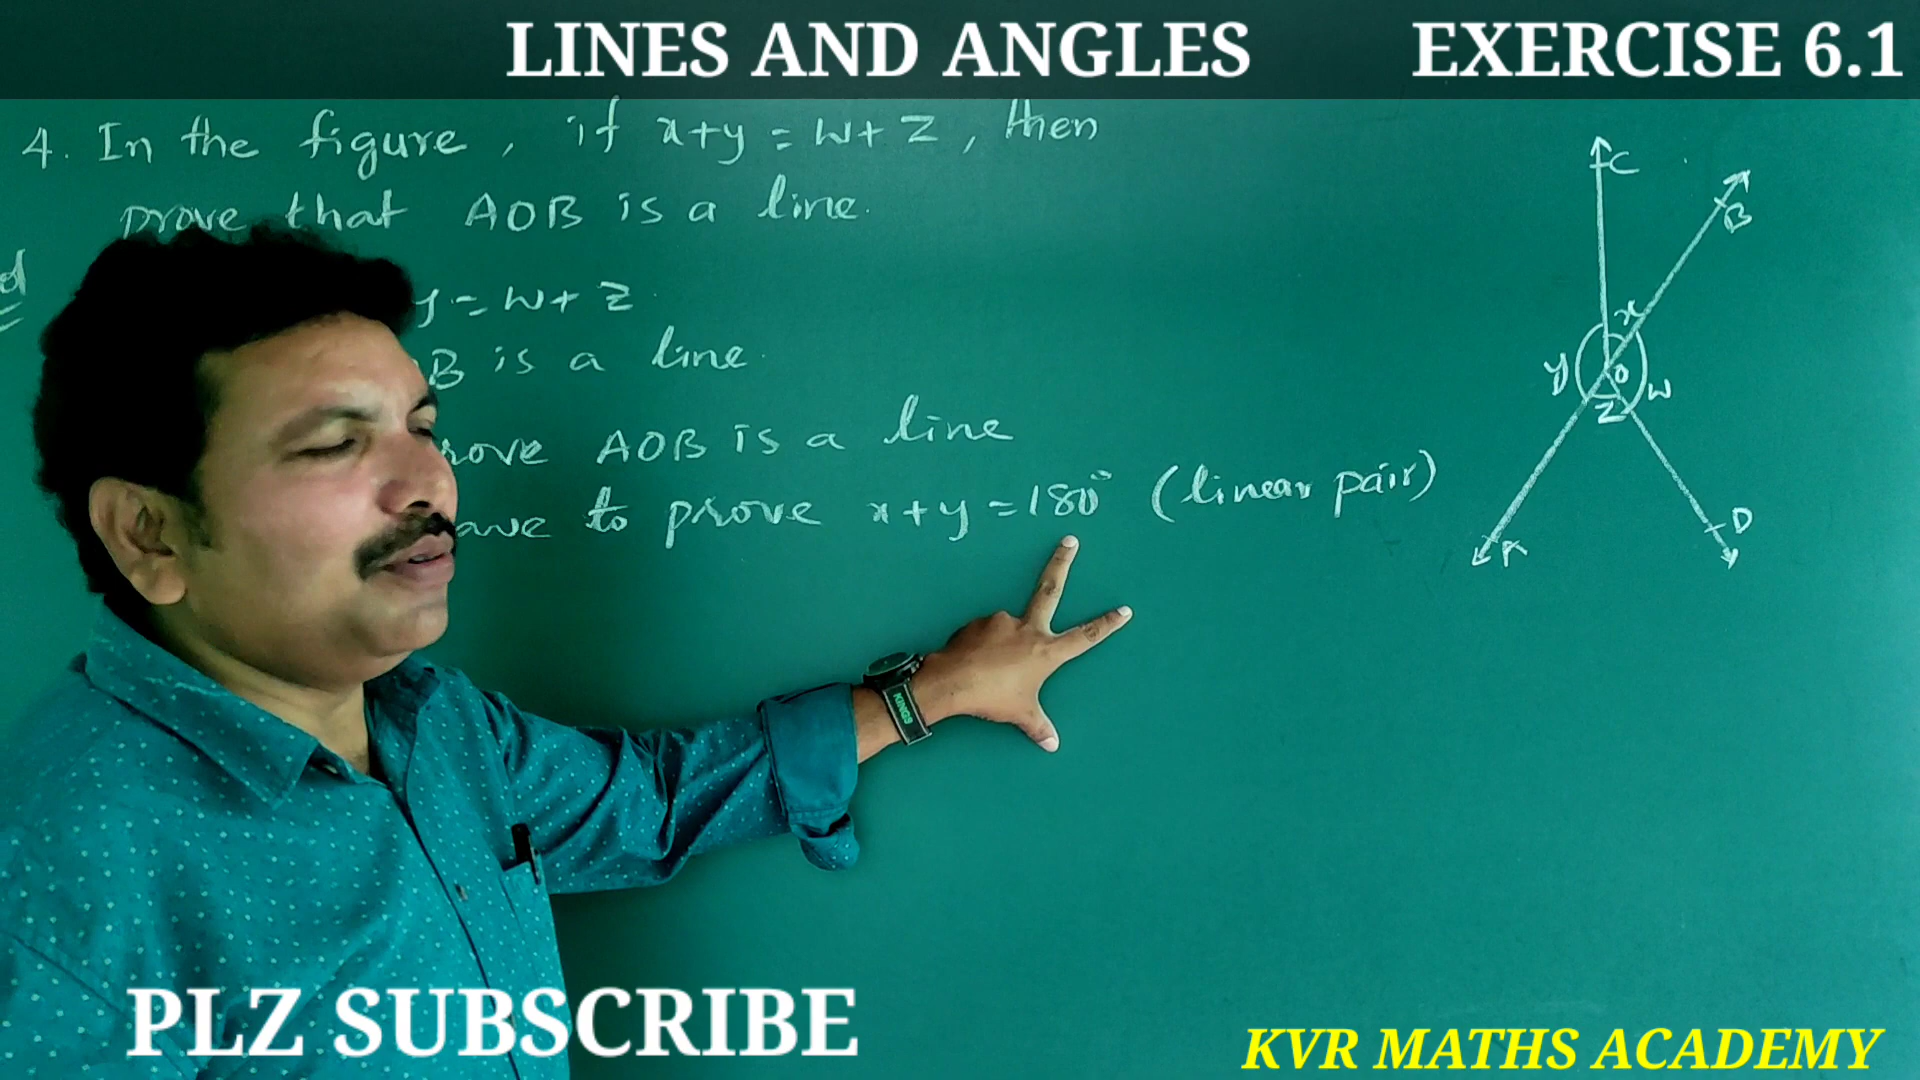 LINES AND ANGLES EXERCISE 6.1
4. In the figure, if x+y = w+z, then
prove that AOB is a line.
y = w+z
B is a line.
AOB is a line
to prove x+y = 180° (linear pair)
C
B
x
y O w
z
A D
KINGS
PLZ SUBSCRIBE
KVR MATHS ACADEMY